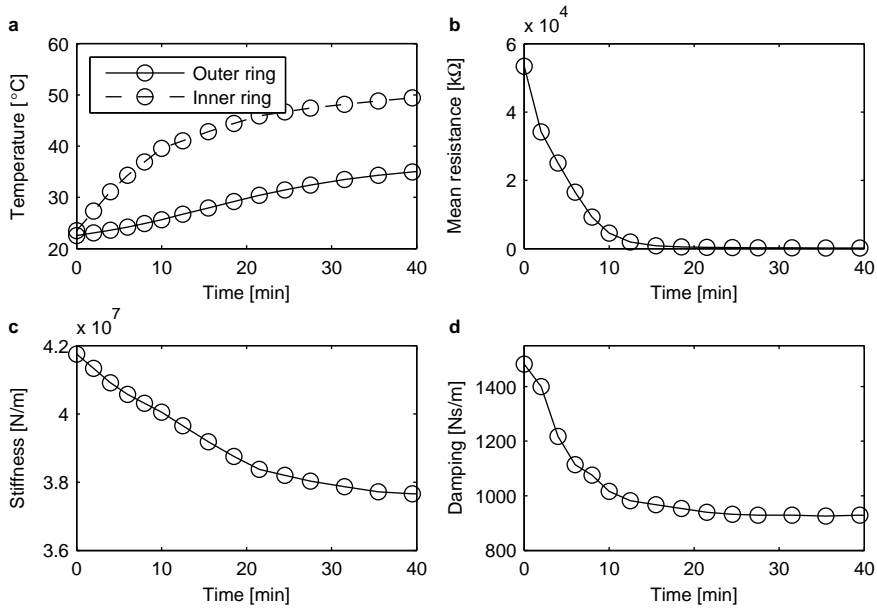 a
Temperature [°C]
60
50
40
30
20
Outer ring
Inner ring
0
10
20
30
40
Time [min]
b
x 10^4
Mean resistance [kΩ]
6
4
2
0
0
10
20
30
40
Time [min]
c
x 10^7
Stiffness [N/m]
4.2
4
3.8
3.6
0
10
20
30
40
Time [min]
d
Damping [Ns/m]
1400
1200
1000
800
0
10
20
30
40
Time [min]